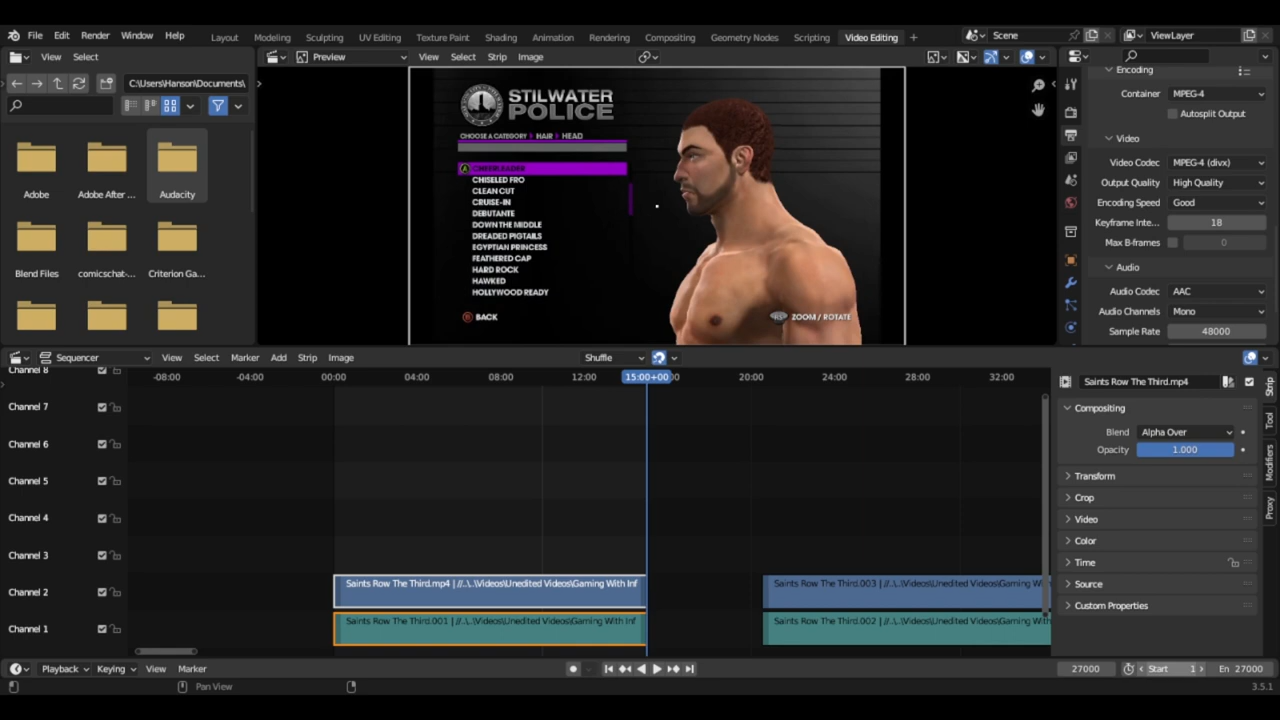 File Edit Render Window Help Layout Modeling Sculpting UV Editing Texture Paint Shading Animation Rendering Compositing Geometry Nodes Scripting Video Editing + Scene ViewLayer
View Select
Preview View Select Strip Image
C:\Users\Hanson\Documents\
Adobe Adobe After ... Audacity
Blend Files comicschat-... Criterion Ga...
STILWATER
POLICE
CHOOSE A CATEGORY HAIR HEAD
A CHEERLEADER
CHISELED FRO
CLEAN CUT
CRUISE-IN
DEBUTANTE
DOWN THE MIDDLE
DREADED PIGTAILS
EGYPTIAN PRINCESS
FEATHERED CAP
HARD ROCK
HAWKED
HOLLYWOOD READY
BACK
RS ZOOM / ROTATE
Encoding
Container MPEG-4
Autosplit Output
Video
Video Codec MPEG-4 (divx)
Output Quality High Quality
Encoding Speed Good
Keyframe Inte... 18
Max B-frames 0
Audio
Audio Codec AAC
Audio Channels Mono
Sample Rate 48000
Sequencer View Select Marker Add Strip Image Shuffle
-08:00 -04:00 00:00 04:00 08:00 12:00 15:00+00 20:00 24:00 28:00 32:00
Channel 8
Channel 7
Channel 6
Channel 5
Channel 4
Channel 3
Channel 2
Channel 1
Saints Row The Third.mp4 | //..\..\Videos\Unedited Videos\Gaming With Inf
Saints Row The Third.003 | //..\..\Videos\Unedited Videos\Gaming With
Saints Row The Third.001 | //..\..\Videos\Unedited Videos\Gaming With Inf
Saints Row The Third.002 | //..\..\Videos\Unedited Videos\Gaming With
Saints Row The Third.mp4
Compositing
Blend Alpha Over
Opacity 1.000
Transform
Crop
Video
Color
Time
Source
Custom Properties
Strip
Tool
Modifiers
Proxy
Playback Keying View Marker
27000 Start 1 En 27000
Pan View
3.5.1